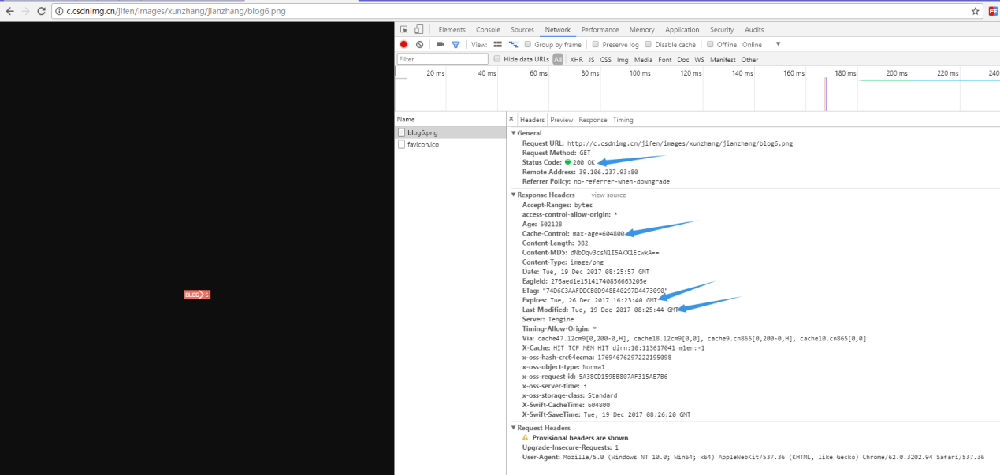 c.csdnimg.cn/jifen/images/xunzhang/jianzhang/blog6.png
Elements Console Sources Network Performance Memory Application Security Audits
View: Group by frame Preserve log Disable cache Offline Online
Filter Hide data URLs All XHR JS CSS Img Media Font Doc WS Manifest Other
20 ms 40 ms 60 ms 80 ms 100 ms 120 ms 140 ms 160 ms 180 ms 200 ms 220 ms 240
Name
blog6.png
favicon.ico
× Headers Preview Response Timing
General
Request URL: http://c.csdnimg.cn/jifen/images/xunzhang/jianzhang/blog6.png
Request Method: GET
Status Code: 200 OK
Remote Address: 39.106.237.93:80
Referrer Policy: no-referrer-when-downgrade
Response Headers view source
Accept-Ranges: bytes
access-control-allow-origin: *
Age: 502128
Cache-Control: max-age=604800
Content-Length: 382
Content-MD5: dNbDqv3csN1I5AKX1EcwkA==
Content-Type: image/png
Date: Tue, 19 Dec 2017 08:25:57 GMT
EagleId: 276aed1e15141740856663205e
ETag: "74D6C3AAFDDCB0D948E40297D4473090"
Expires: Tue, 26 Dec 2017 16:23:40 GMT
Last-Modified: Tue, 19 Dec 2017 08:25:44 GMT
Server: Tengine
Timing-Allow-Origin: *
Via: cache47.l2cm9[0,200-0,H], cache18.l2cm9[0,0], cache9.cn865[0,200-0,H], cache10.cn865[0,0]
X-Cache: HIT TCP_MEM_HIT dirn:10:113617041 mlen:-1
x-oss-hash-crc64ecma: 17694676297222195098
x-oss-object-type: Normal
x-oss-request-id: 5A38CD159EB807AF315AE7B6
x-oss-server-time: 3
x-oss-storage-class: Standard
X-Swift-CacheTime: 604800
X-Swift-SaveTime: Tue, 19 Dec 2017 08:26:20 GMT
Request Headers
Provisional headers are shown
Upgrade-Insecure-Requests: 1
User-Agent: Mozilla/5.0 (Windows NT 10.0; Win64; x64) AppleWebKit/537.36 (KHTML, like Gecko) Chrome/62.0.3202.94 Safari/537.36
BLOG 6